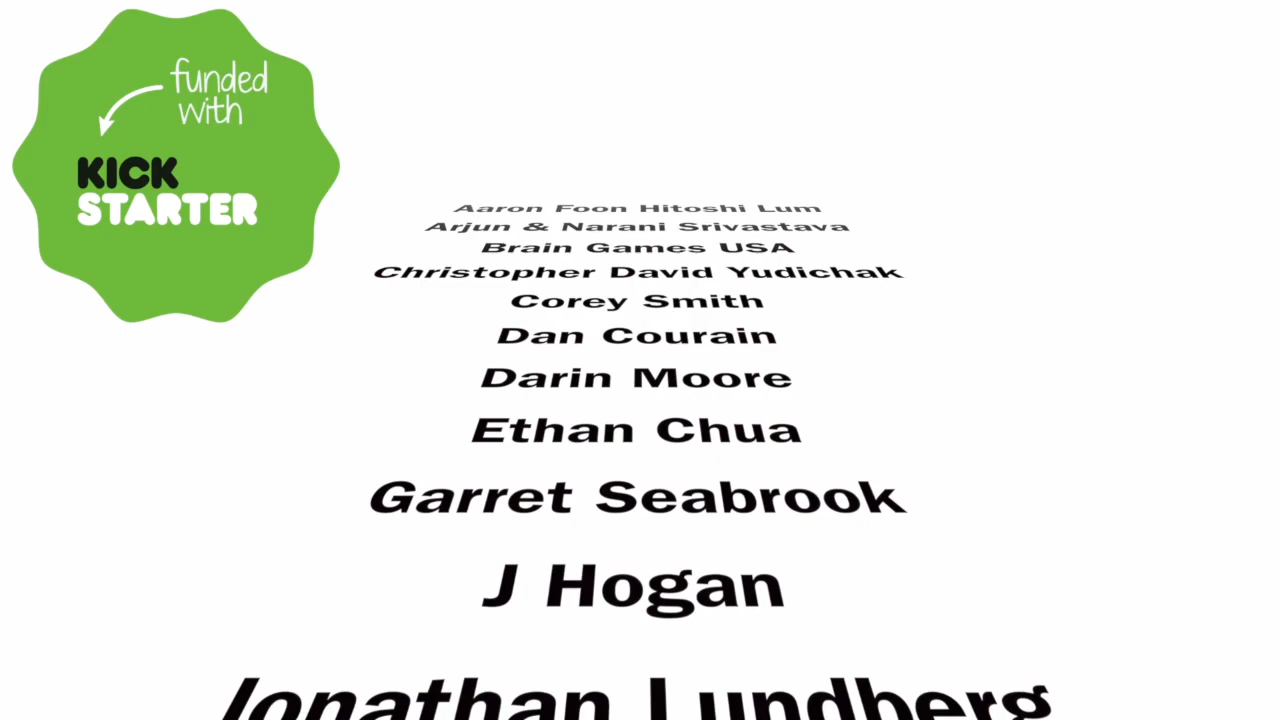 funded
with
KICK
STARTER
Aaron Foon Hitoshi Lum
Arjun & Narani Srivastava
Brain Games USA
Christopher David Yudichak
Corey Smith
Dan Courain
Darin Moore
Ethan Chua
Garret Seabrook
J Hogan
Jonathan Lundberg